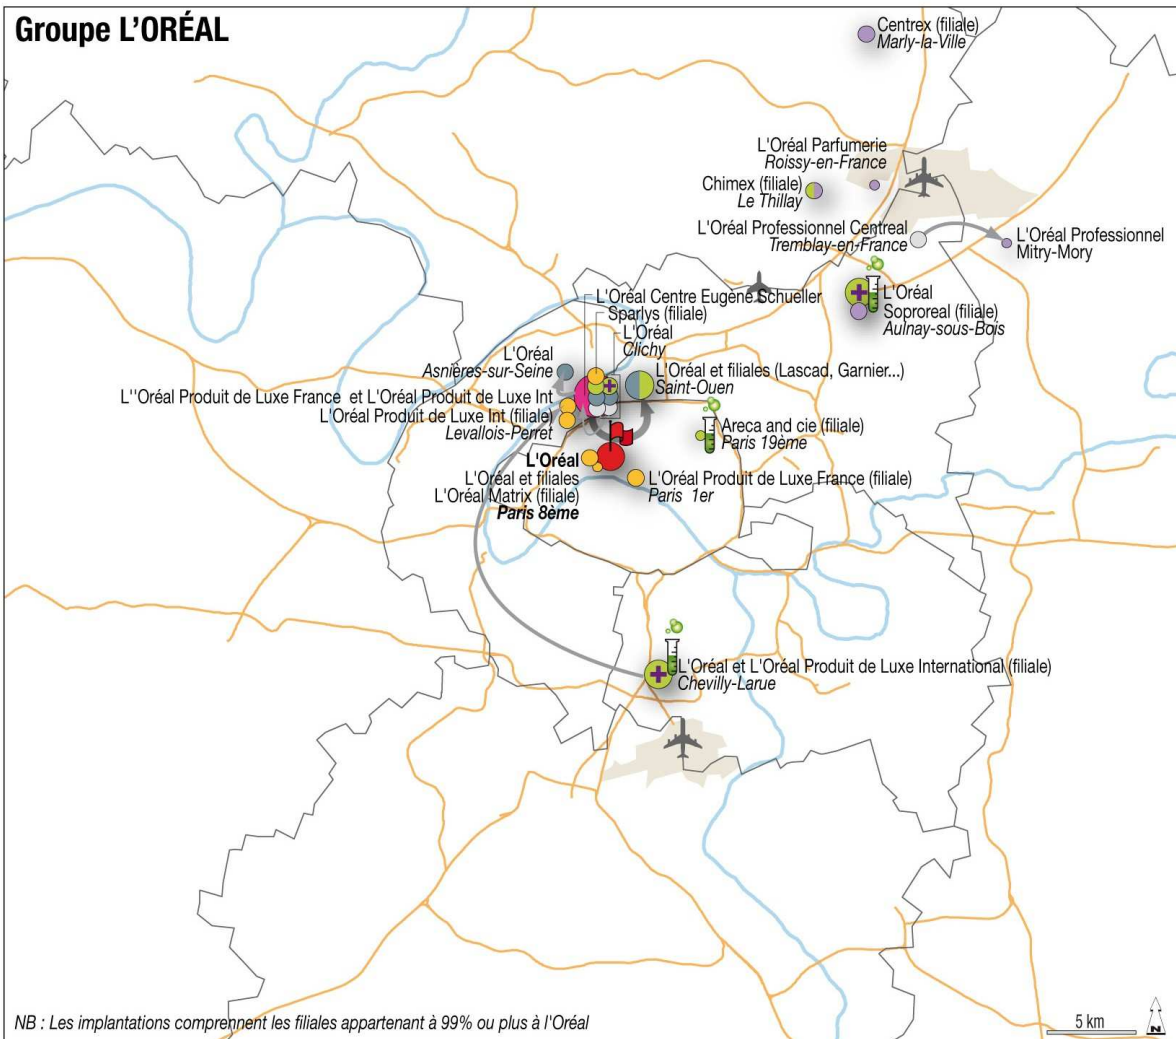 Groupe L'ORÉAL
Centrex (filiale)
Marly-la-Ville
L'Oréal Parfumerie
Roissy-en-France
Chimex (filiale)
Le Thillay
L'Oréal Professionnel Centreal
Tremblay-en-France
L'Oréal Professionnel
Mitry-Mory
L'Oréal
Soproreal (filiale)
Aulnay-sous-Bois
L'Oréal Centre Eugène Schueller
Sparlys (filiale)
L'Oréal
Clichy
L'Oréal
Asnières-sur-Seine
L'Oréal et filiales (Lascad, Garnier...)
Saint-Ouen
L''Oréal Produit de Luxe France et L'Oréal Produit de Luxe Int
L'Oréal Produit de Luxe Int (filiale)
Levallois-Perret
Areca and cie (filiale)
Paris 19ème
L'Oréal
L'Oréal et filiales
L'Oréal Matrix (filiale)
Paris 8ème
L'Oréal Produit de Luxe France (filiale)
Paris 1er
L'Oréal et L'Oréal Produit de Luxe International (filiale)
Chevilly-Larue
NB : Les implantations comprennent les filiales appartenant à 99% ou plus à l'Oréal
5 km
N